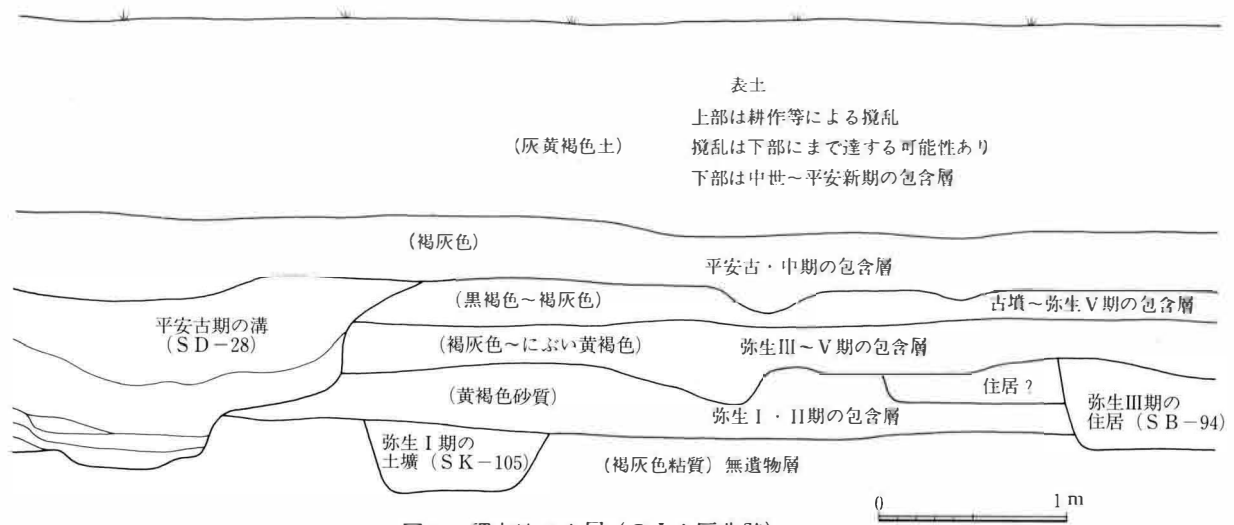 表土
上部は耕作等による撹乱
(灰黄褐色土)
撹乱は下部にまで達する可能性あり
下部は中世～平安新期の包含層
(褐灰色)
平安古・中期の包含層
(黒褐色～褐灰色)
古墳～弥生V期の包含層
平安古期の溝
(SD-28)
(褐灰色～にぶい黄褐色)
弥生III～V期の包含層
住居？
(黄褐色砂質)
弥生I・II期の包含層
弥生III期の
住居(SB-94)
弥生I期の
土壙(SK-105)
(褐灰色粘質)無遺物層
0
1m